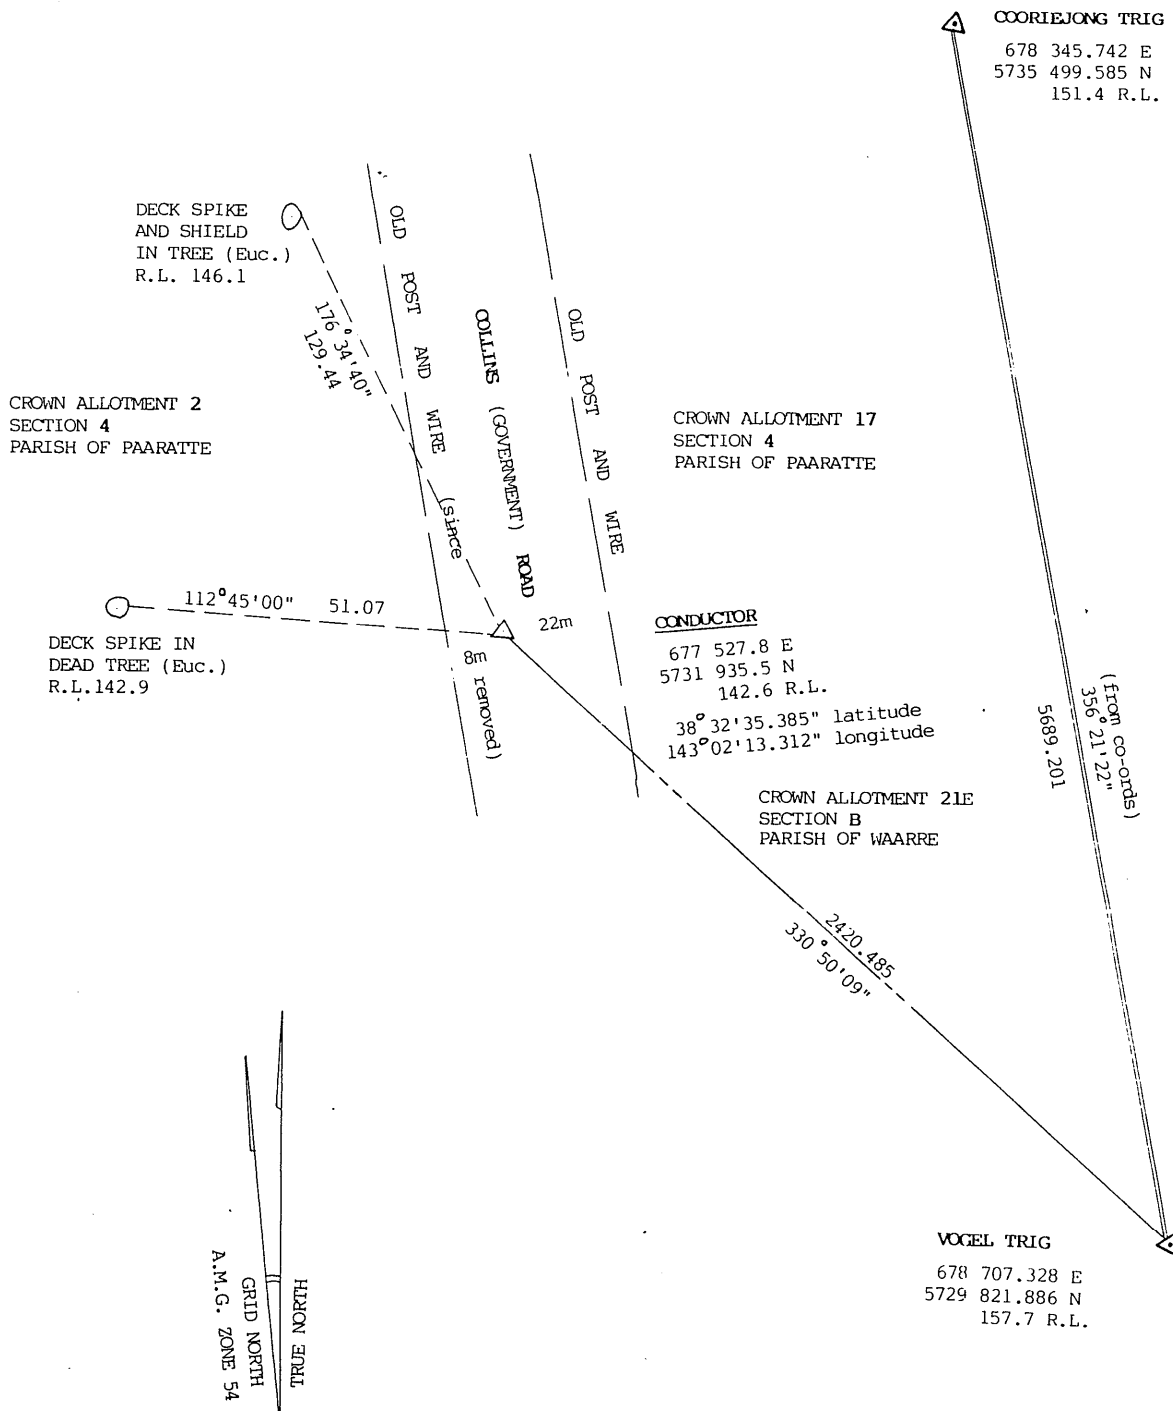 COORIEJONG TRIG
678 345.742 E
5735 499.585 N
151.4 R.L.
DECK SPIKE
AND SHIELD
IN TREE (Euc.)
R.L. 146.1
176°34'40"
129.44
OLD POST AND WIRE (since
8m removed)
COLLINS (GOVERNMENT) ROAD
OLD POST AND WIRE
CROWN ALLOTMENT 2
SECTION 4
PARISH OF PAARATTE
CROWN ALLOTMENT 17
SECTION 4
PARISH OF PAARATTE
112°45'00" 51.07
22m
DECK SPIKE IN
DEAD TREE (Euc.)
R.L.142.9
CONDUCTOR
677 527.8 E
5731 935.5 N
142.6 R.L.
38°32'35.385" latitude
143°02'13.312" longitude
(from co-ords)
356°21'22"
5689.201
CROWN ALLOTMENT 21E
SECTION B
PARISH OF WAARRE
2420.485
330°50'09"
VOGEL TRIG
678 707.328 E
5729 821.886 N
157.7 R.L.
TRUE NORTH
GRID NORTH
A.M.G. ZONE 54